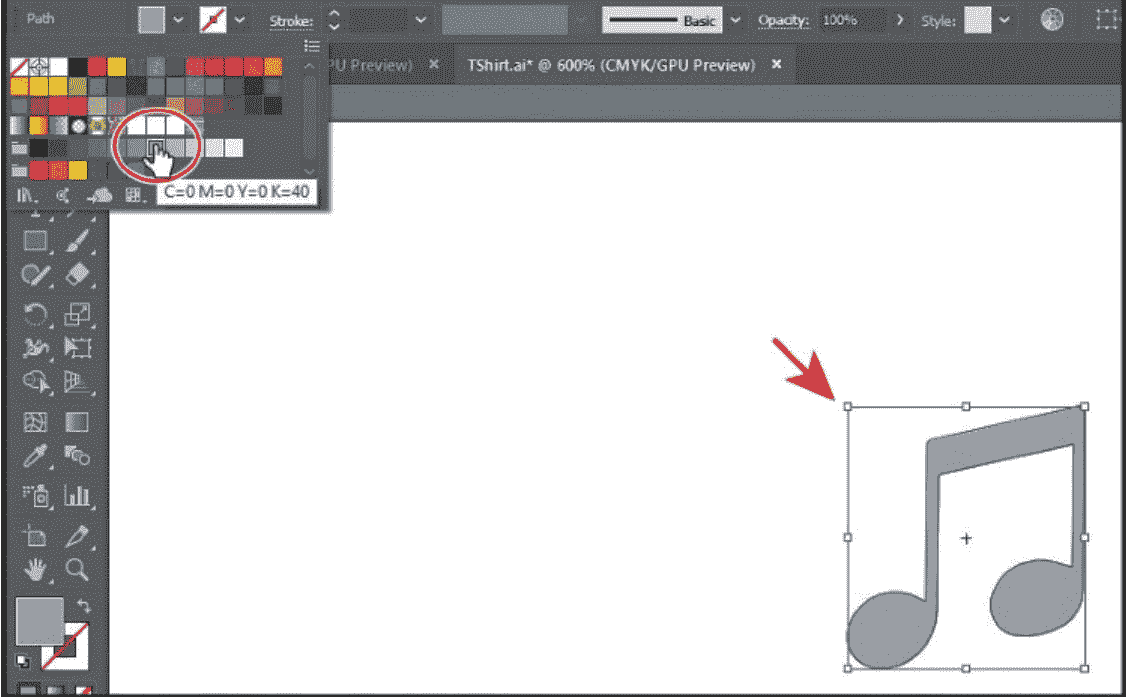 Path Stroke: Basic Opacity: 100% Style:
PU Preview) × TShirt.ai* @ 600% (CMYK/GPU Preview) ×
C=0 M=0 Y=0 K=40